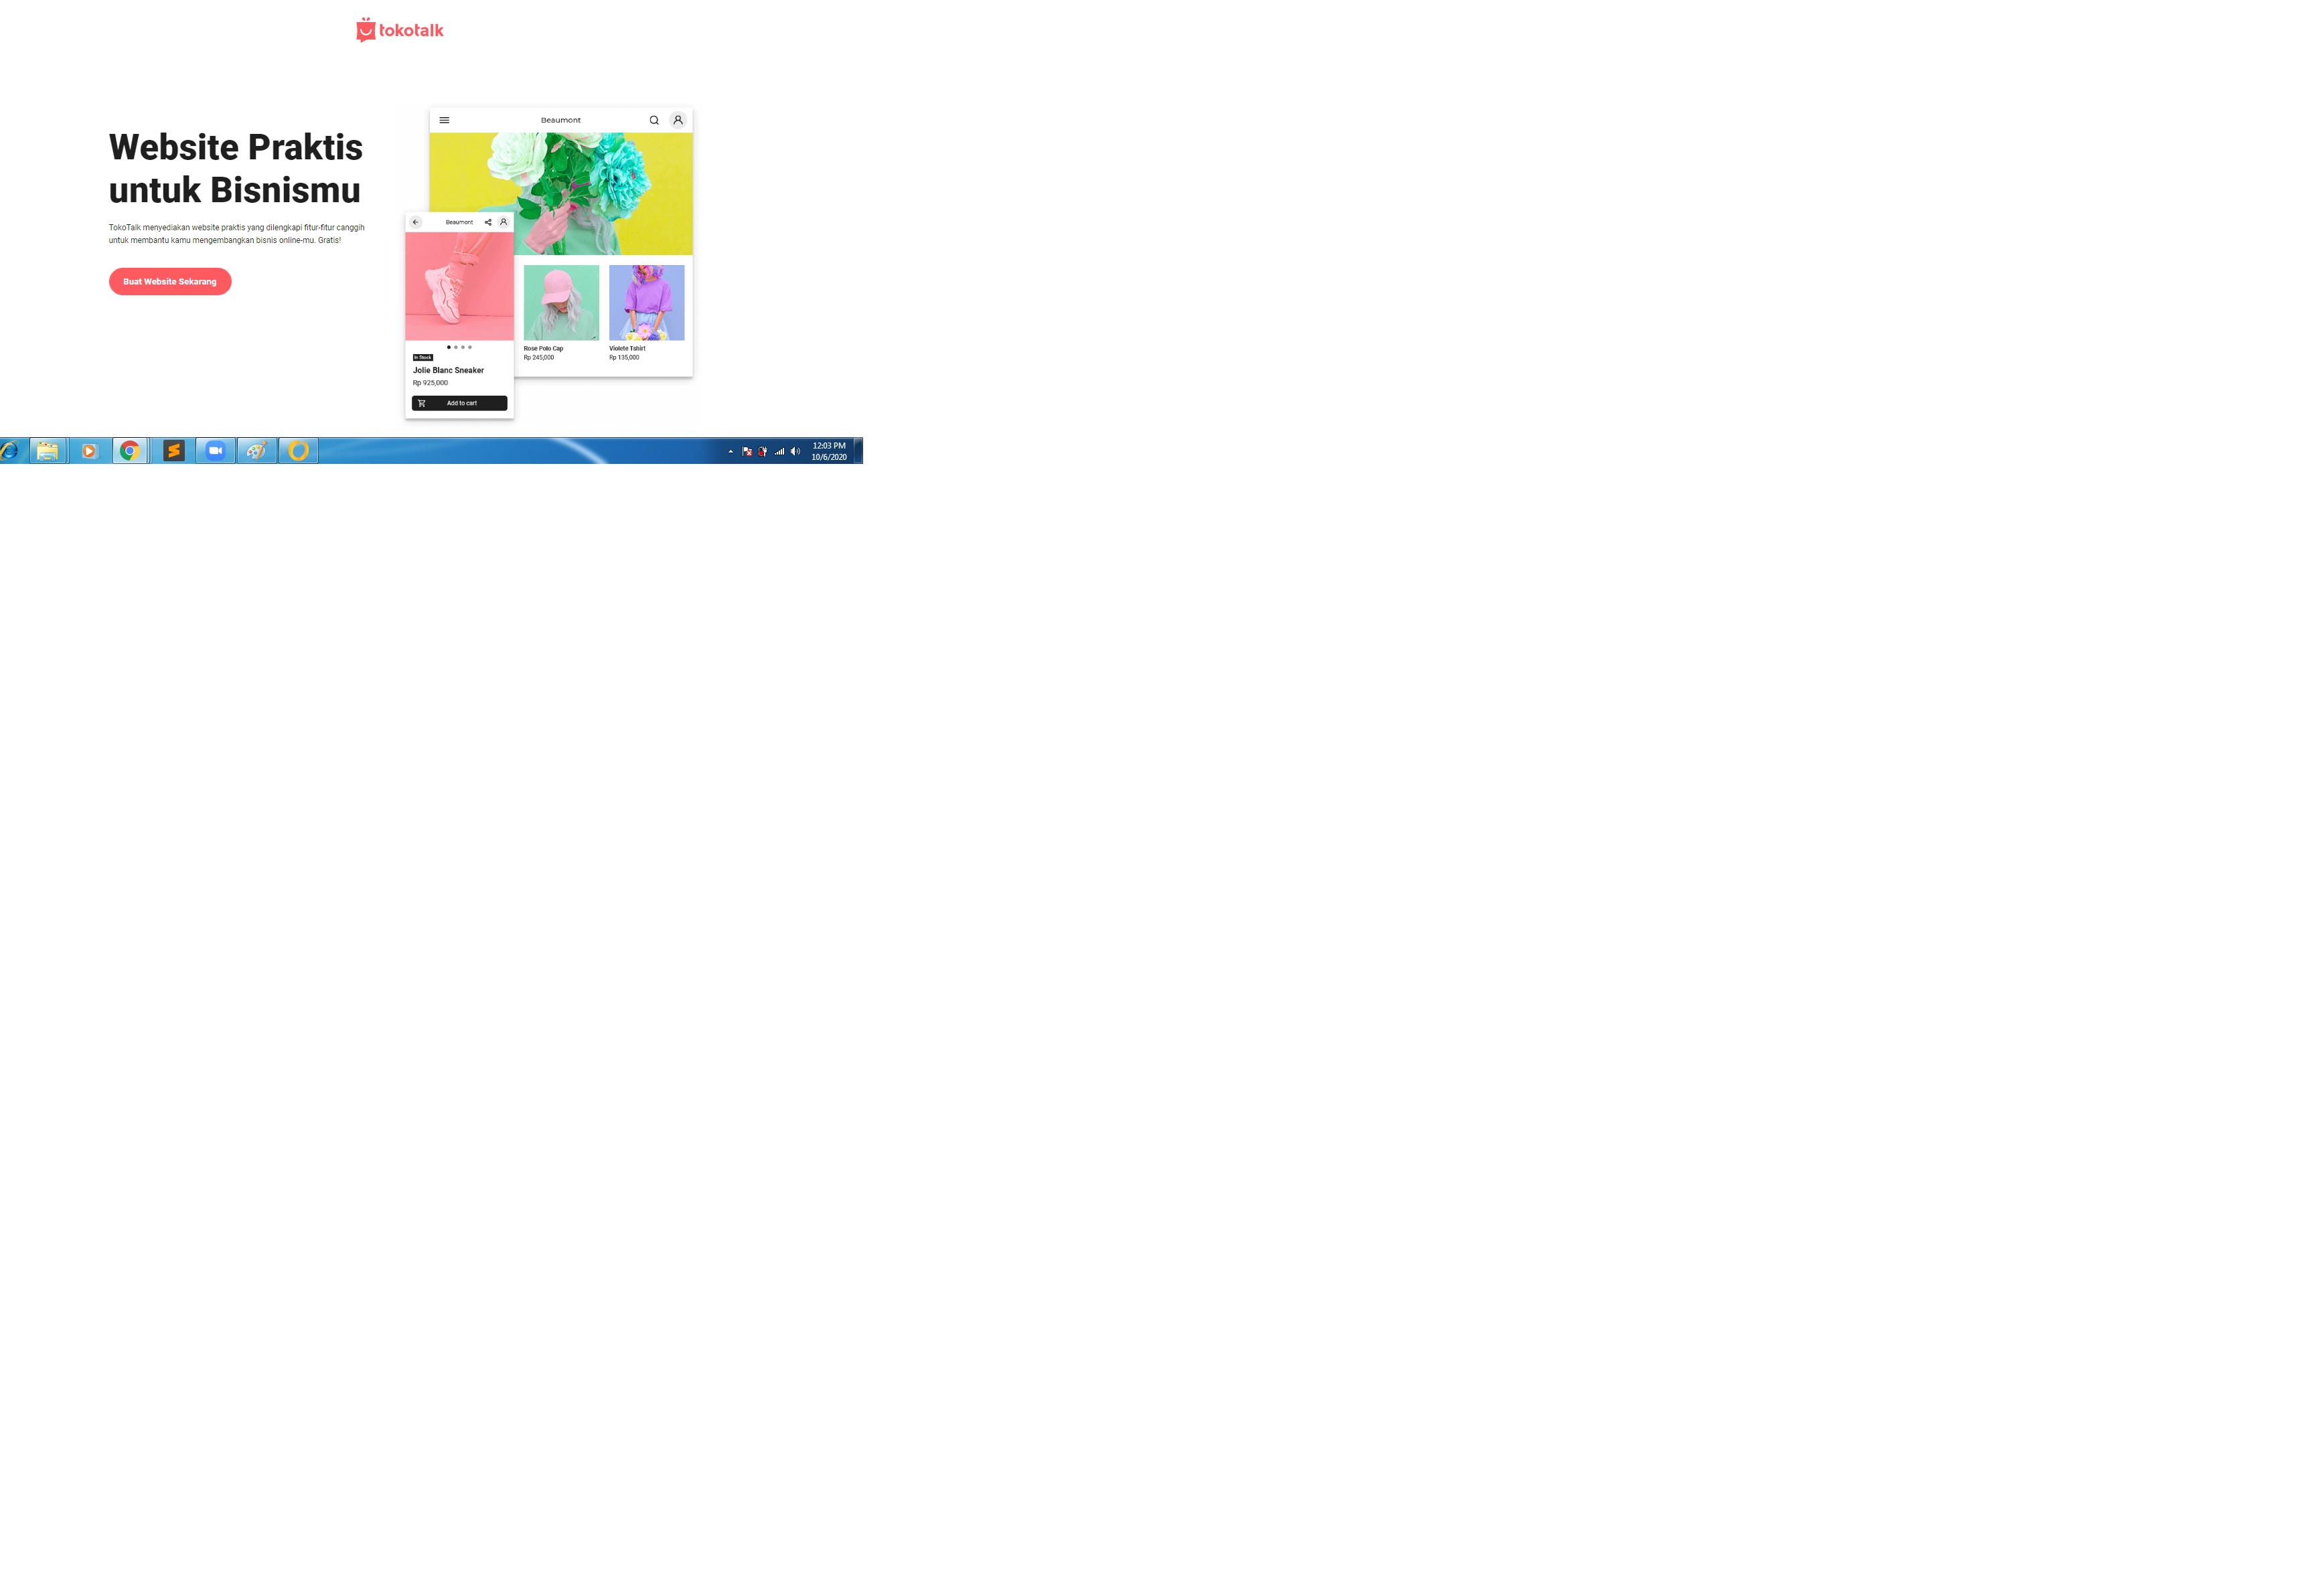 tokotalk
Website Praktis
untuk Bisnismu
TokoTalk menyediakan website praktis yang dilengkapi fitur-fitur canggih
untuk membantu kamu mengembangkan bisnis online-mu. Gratis!
Buat Website Sekarang
Beaumont
Beaumont
In Stock
Jolie Blanc Sneaker
Rp 925,000
Add to cart
Rose Polo Cap
Rp 245,000
Violete Tshirt
Rp 135,000
12:03 PM
10/6/2020